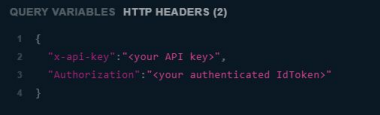 QUERY VARIABLES HTTP HEADERS (2)
1 {
2 "x-api-key":"<your API key>",
3 "Authorization":"<your authenticated IdToken>"
4 }